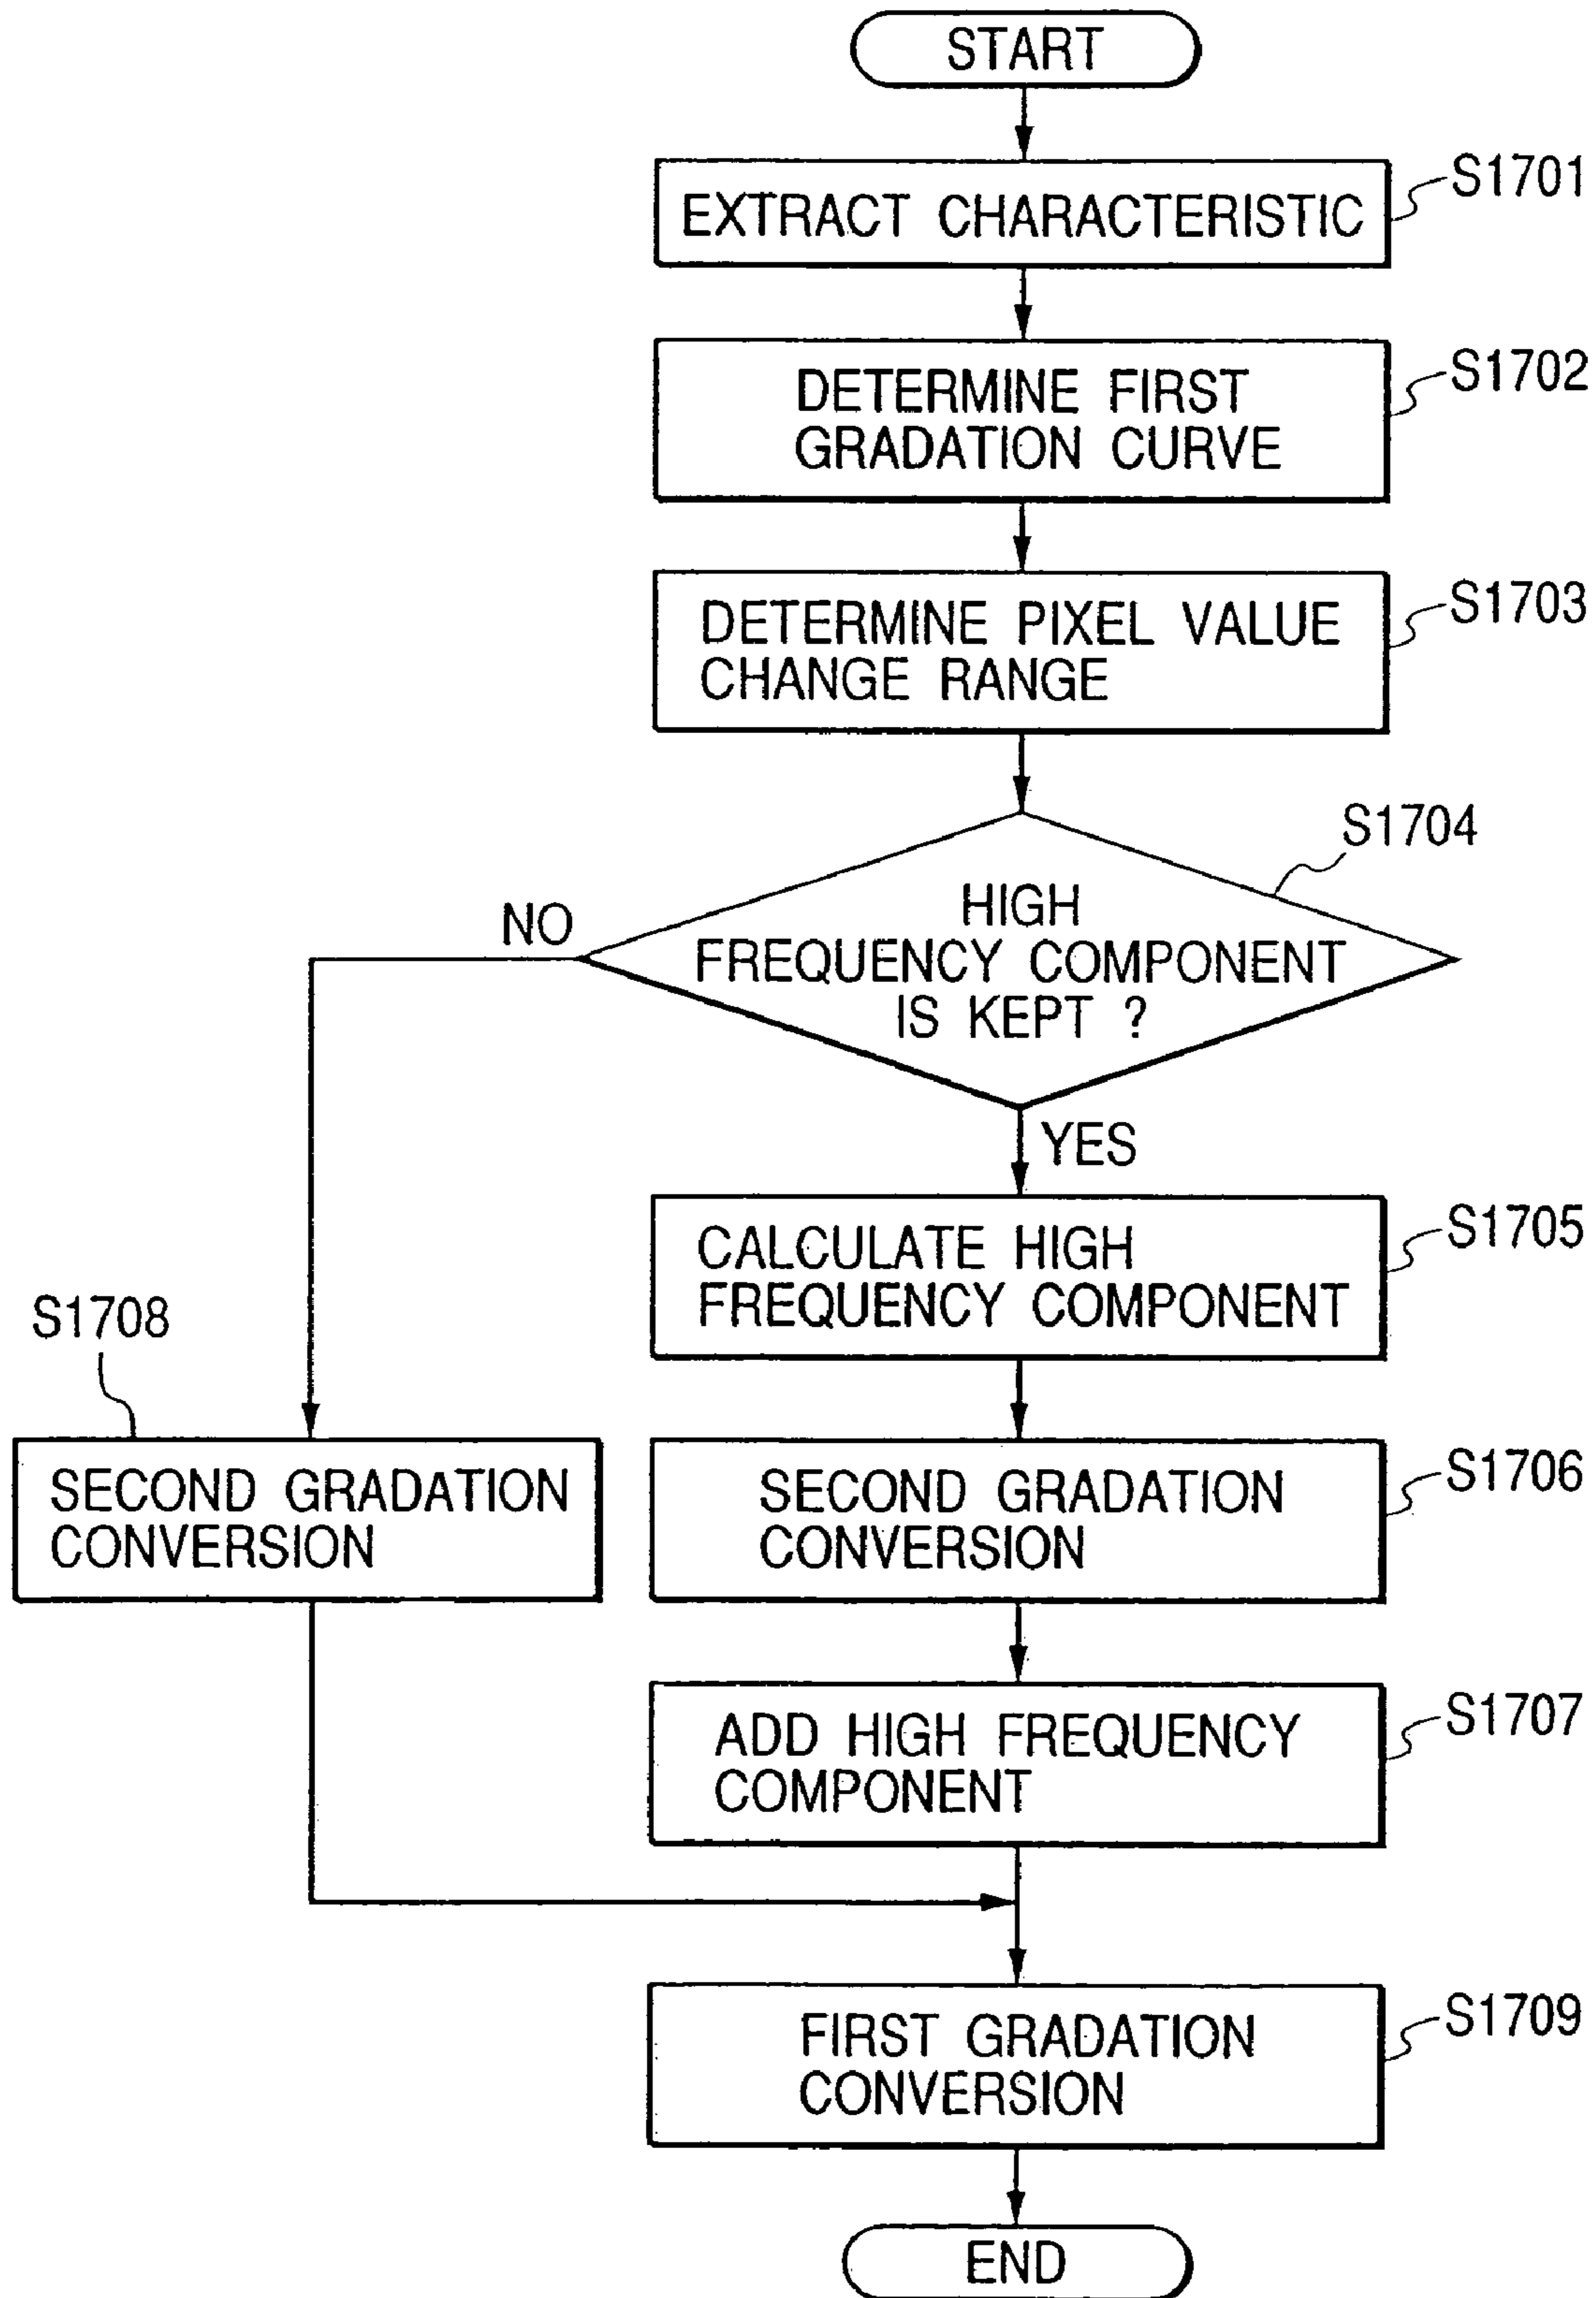 START
EXTRACT CHARACTERISTIC
S1701
DETERMINE FIRST
GRADATION CURVE
S1702
DETERMINE PIXEL VALUE
CHANGE RANGE
S1703
S1704
HIGH
FREQUENCY COMPONENT
IS KEPT ?
NO
YES
CALCULATE HIGH
FREQUENCY COMPONENT
S1705
S1708
SECOND GRADATION
CONVERSION
SECOND GRADATION
CONVERSION
S1706
ADD HIGH FREQUENCY
COMPONENT
S1707
FIRST GRADATION
CONVERSION
S1709
END